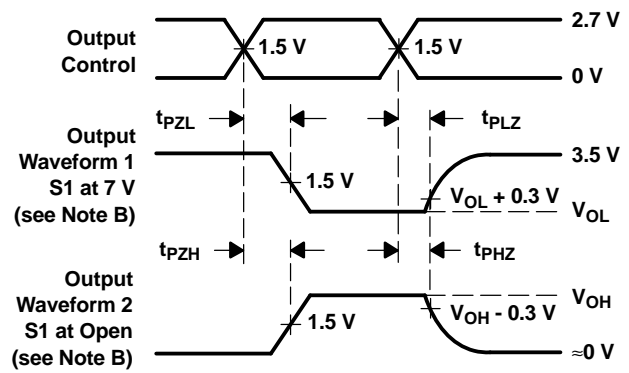 Output
Control
1.5 V
1.5 V
2.7 V
0 V
tPZL
tPLZ
Output
Waveform 1
S1 at 7 V
(see Note B)
1.5 V
3.5 V
VOL + 0.3 V
VOL
tPZH
tPHZ
Output
Waveform 2
S1 at Open
(see Note B)
1.5 V
VOH
VOH - 0.3 V
≈0 V